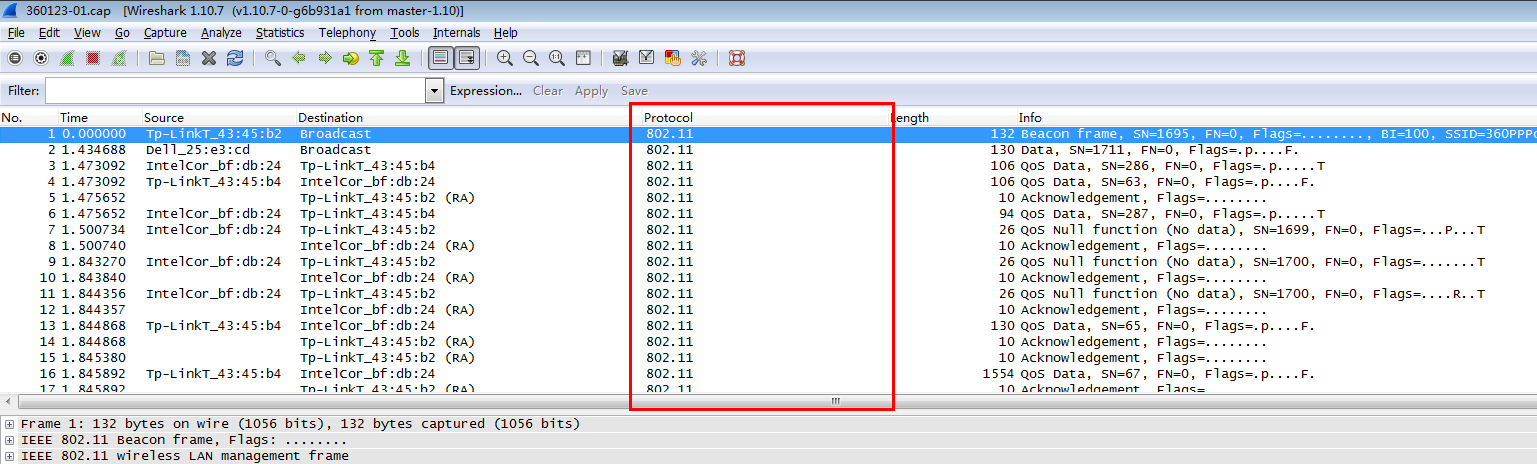 360123-01.cap [Wireshark 1.10.7 (v1.10.7-0-g6b931a1 from master-1.10)]
File Edit View Go Capture Analyze Statistics Telephony Tools Internals Help
Filter: Expression... Clear Apply Save
No. Time Source Destination Protocol Length Info
1 0.000000 Tp-LinkT_43:45:b2 Broadcast 802.11 132 Beacon frame, SN=1695, FN=0, Flags=........, BI=100, SSID=360PPPo
2 1.434688 Dell_25:e3:cd Broadcast 802.11 130 Data, SN=1711, FN=0, Flags=.p....F.
3 1.473092 IntelCor_bf:db:24 Tp-LinkT_43:45:b4 802.11 106 QoS Data, SN=286, FN=0, Flags=.p.....T
4 1.473092 Tp-LinkT_43:45:b4 IntelCor_bf:db:24 802.11 106 QoS Data, SN=63, FN=0, Flags=.p....F.
5 1.475652 Tp-LinkT_43:45:b2 (RA) 802.11 10 Acknowledgement, Flags=........
6 1.475652 IntelCor_bf:db:24 Tp-LinkT_43:45:b4 802.11 94 QoS Data, SN=287, FN=0, Flags=.p.....T
7 1.500734 IntelCor_bf:db:24 Tp-LinkT_43:45:b2 802.11 26 QoS Null function (No data), SN=1699, FN=0, Flags=...P...T
8 1.500740 IntelCor_bf:db:24 (RA) 802.11 10 Acknowledgement, Flags=........
9 1.843270 IntelCor_bf:db:24 Tp-LinkT_43:45:b2 802.11 26 QoS Null function (No data), SN=1700, FN=0, Flags=.......T
10 1.843840 IntelCor_bf:db:24 (RA) 802.11 10 Acknowledgement, Flags=........
11 1.844356 IntelCor_bf:db:24 Tp-LinkT_43:45:b2 802.11 26 QoS Null function (No data), SN=1700, FN=0, Flags=....R..T
12 1.844357 IntelCor_bf:db:24 (RA) 802.11 10 Acknowledgement, Flags=........
13 1.844868 Tp-LinkT_43:45:b4 IntelCor_bf:db:24 802.11 130 QoS Data, SN=65, FN=0, Flags=.p....F.
14 1.844868 Tp-LinkT_43:45:b2 (RA) 802.11 10 Acknowledgement, Flags=........
15 1.845380 Tp-LinkT_43:45:b2 (RA) 802.11 10 Acknowledgement, Flags=........
16 1.845892 Tp-LinkT_43:45:b4 IntelCor_bf:db:24 802.11 1554 QoS Data, SN=67, FN=0, Flags=.p....F.
17 1.845892 Tp-LinkT_43:45:b2 (RA) 802.11 10 Acknowledgement, Flags=
Frame 1: 132 bytes on wire (1056 bits), 132 bytes captured (1056 bits)
IEEE 802.11 Beacon frame, Flags: ........
IEEE 802.11 wireless LAN management frame